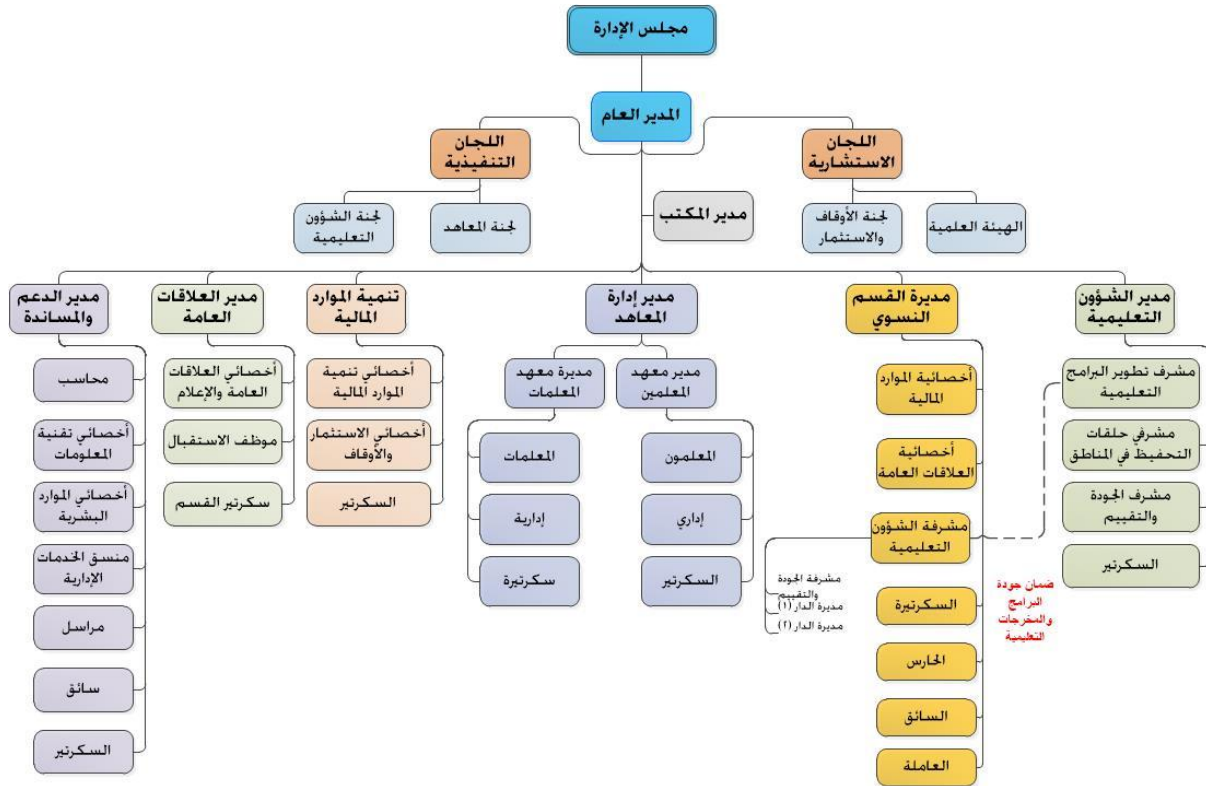 مجلس الإدارة
المدير العام
اللجان
الاستشارية
اللجان
التنفيذية
الهيئة العلمية
لجنة الأوقاف
والاستثمار
مدير المكتب
لجنة المعاهد
لجنة الشؤون
التعليمية
مدير الشؤون
التعليمية
مشرف تطوير البرامج
التعليمية
مشرفي حلقات
التحفيظ في المناطق
مشرف الجودة
والتقييم
السكرتير
مديرة القسم
النسوي
أخصائية الموارد
المالية
أخصائية
العلاقات العامة
مشرفة الشؤون
التعليمية
السكرتيرة
الحارس
السائق
العاملة
ضمان جودة
البرامج
والمخرجات
التعليمية
مشرفة الجودة
والتقييم
مديرة الدار (١)
مديرة الدار (٢)
مدير إدارة
المعاهد
مدير معهد
المعلمين
المعلمون
إداري
السكرتير
مديرة معهد
المعلمات
المعلمات
إدارية
سكرتيرة
تنمية الموارد
المالية
أخصائي تنمية
الموارد المالية
أخصائي الاستثمار
والأوقاف
السكرتير
مدير العلاقات
العامة
أخصائي العلاقات
العامة والإعلام
موظف الاستقبال
سكرتير القسم
مدير الدعم
والمساندة
محاسب
أخصائي تقنية
المعلومات
أخصائي الموارد
البشرية
منسق الخدمات
الإدارية
مراسل
سائق
السكرتير